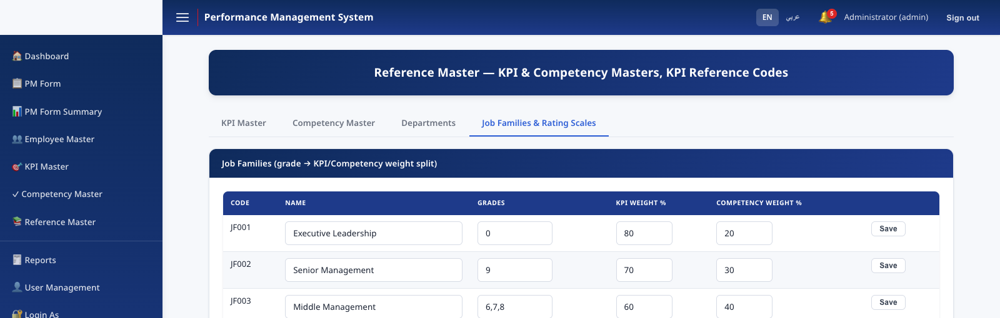 Performance Management System
EN
عربي
5
Administrator (admin)
Sign out
Dashboard
PM Form
PM Form Summary
Employee Master
KPI Master
Competency Master
Reference Master
Reports
User Management
Login As
Reference Master — KPI & Competency Masters, KPI Reference Codes
KPI Master
Competency Master
Departments
Job Families & Rating Scales
Job Families (grade → KPI/Competency weight split)
CODE NAME GRADES KPI WEIGHT % COMPETENCY WEIGHT %
JF001 Executive Leadership 0 80 20 Save
JF002 Senior Management 9 70 30 Save
JF003 Middle Management 6,7,8 60 40 Save